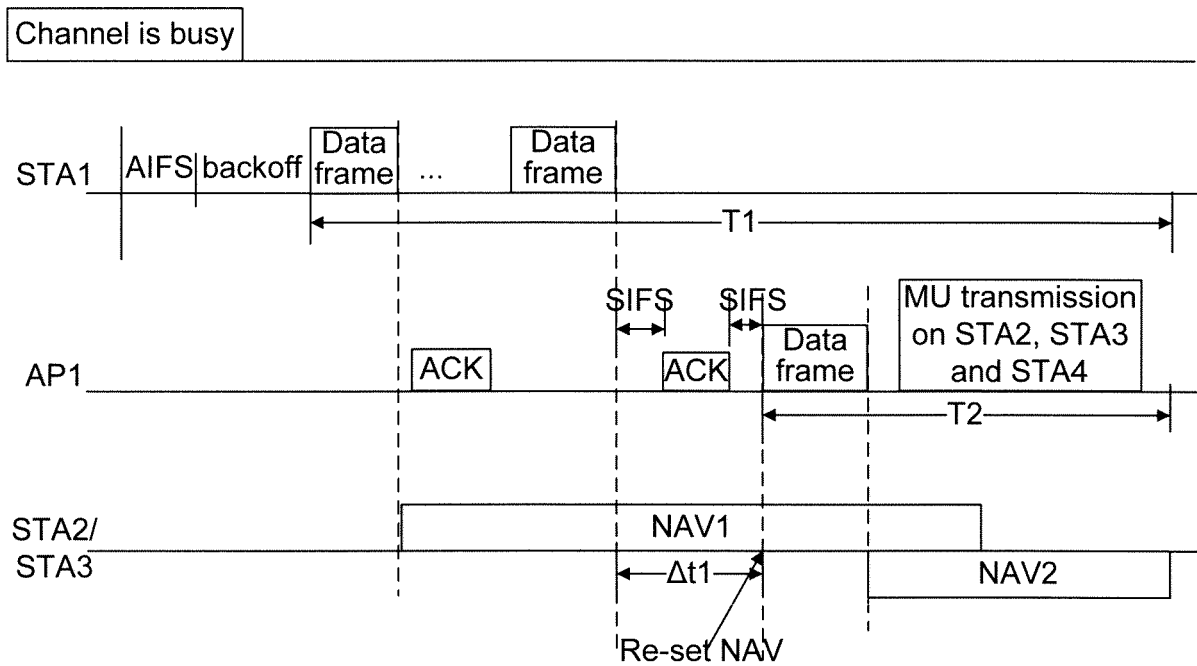 Channel is busy
STA1
AIFS
backoff
Data
frame
...
Data
frame
T1
SIFS
SIFS
AP1
ACK
ACK
Data
frame
MU transmission
on STA2, STA3
and STA4
T2
STA2/
STA3
NAV1
Δt1
NAV2
Re-set NAV